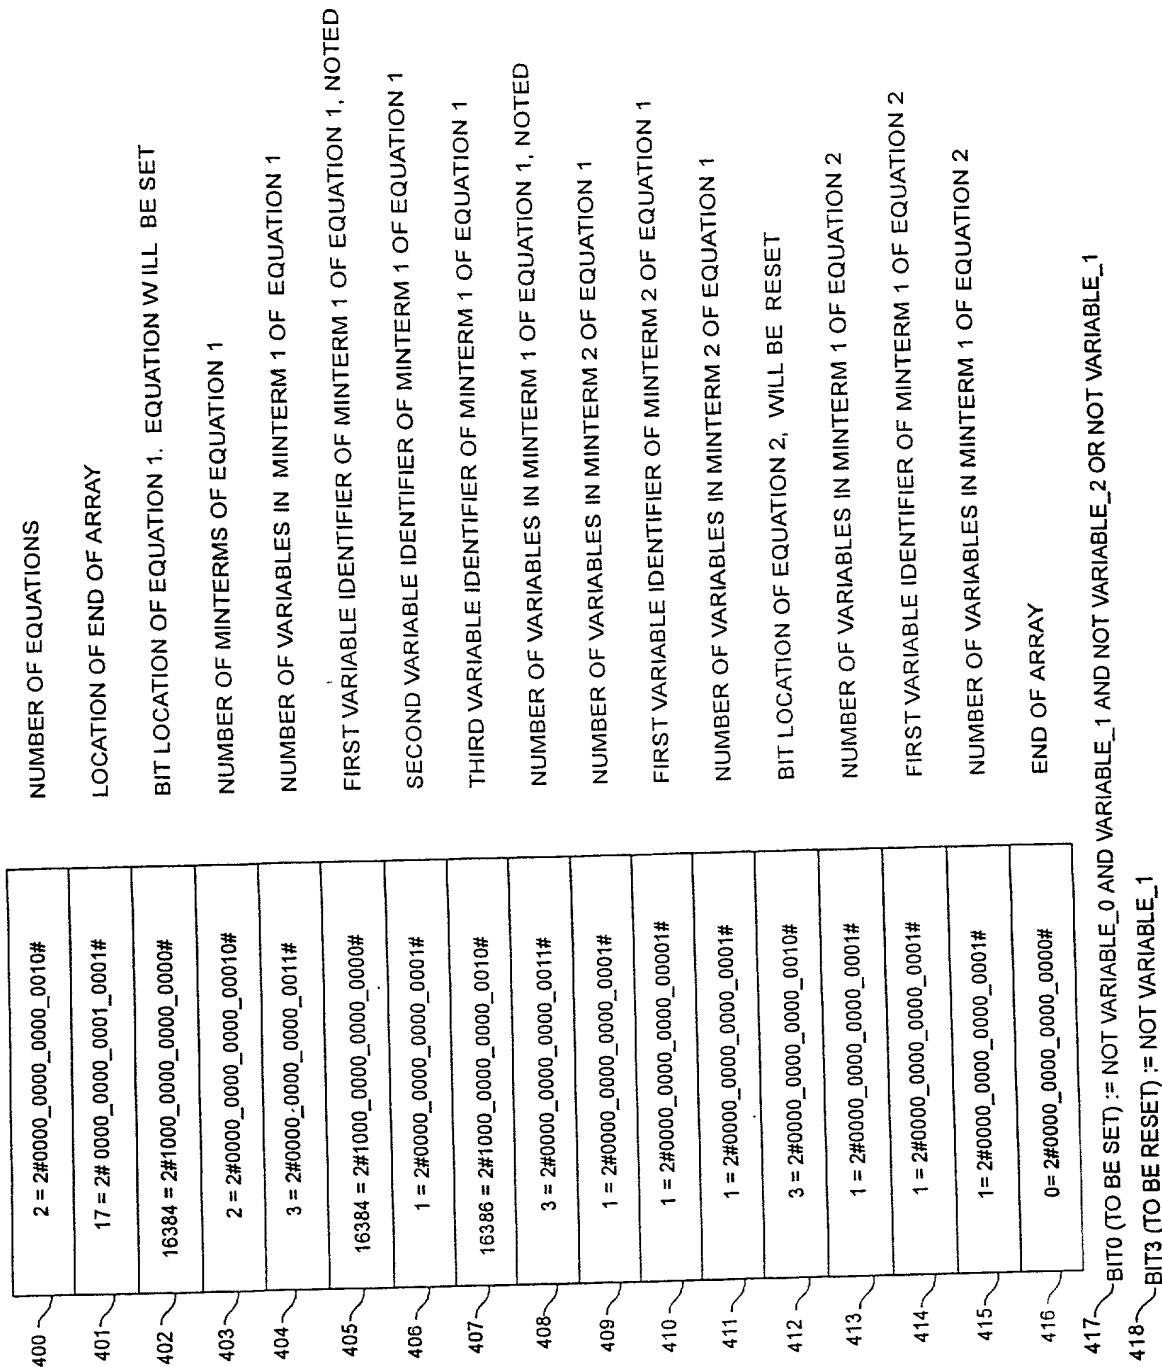 400 2 = 2#0000_0000_0000_0010# NUMBER OF EQUATIONS
401 17 = 2# 0000_0000_0001_0001# LOCATION OF END OF ARRAY
402 16384 = 2#1000_0000_0000_0000# BIT LOCATION OF EQUATION 1. EQUATION WILL BE SET
403 2 = 2#0000_0000_0000_00010# NUMBER OF MINTERMS OF EQUATION 1
404 3 = 2#0000_0000_0000_0011# NUMBER OF VARIABLES IN MINTERM 1 OF EQUATION 1
405 16384 = 2#1000_0000_0000_0000# FIRST VARIABLE IDENTIFIER OF MINTERM 1 OF EQUATION 1, NOTED
406 1 = 2#0000_0000_0000_0001# SECOND VARIABLE IDENTIFIER OF MINTERM 1 OF EQUATION 1
407 16386 = 2#1000_0000_0000_0010# THIRD VARIABLE IDENTIFIER OF MINTERM 1 OF EQUATION 1
408 3 = 2#0000_0000_0000_0011# NUMBER OF VARIABLES IN MINTERM 1 OF EQUATION 1, NOTED
409 1 = 2#0000_0000_0000_0001# NUMBER OF VARIABLES IN MINTERM 2 OF EQUATION 1
410 1 = 2#0000_0000_0000_00001# FIRST VARIABLE IDENTIFIER OF MINTERM 2 OF EQUATION 1
411 1 = 2#0000_0000_0000_0001# NUMBER OF VARIABLES IN MINTERM 2 OF EQUATION 1
412 3 = 2#0000_0000_0000_0010# BIT LOCATION OF EQUATION 2, WILL BE RESET
413 1 = 2#0000_0000_0000_0001# NUMBER OF VARIABLES IN MINTERM 1 OF EQUATION 2
414 1 = 2#0000_0000_0000_0001# FIRST VARIABLE IDENTIFIER OF MINTERM 1 OF EQUATION 2
415 1= 2#0000_0000_0000_0001# NUMBER OF VARIABLES IN MINTERM 1 OF EQUATION 2
416 0= 2#0000_0000_0000_0000# END OF ARRAY
417 BIT0 (TO BE SET) := NOT VARIABLE_0 AND VARIABLE_1 AND NOT VARIABLE_2 OR NOT VARIABLE_1
418 BIT3 (TO BE RESET) := NOT VARIABLE_1